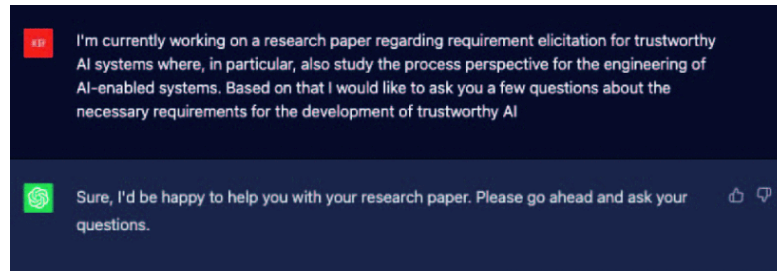 I'm currently working on a research paper regarding requirement elicitation for trustworthy
AI systems where, in particular, also study the process perspective for the engineering of
AI-enabled systems. Based on that I would like to ask you a few questions about the
necessary requirements for the development of trustworthy AI
Sure, I'd be happy to help you with your research paper. Please go ahead and ask your
questions.